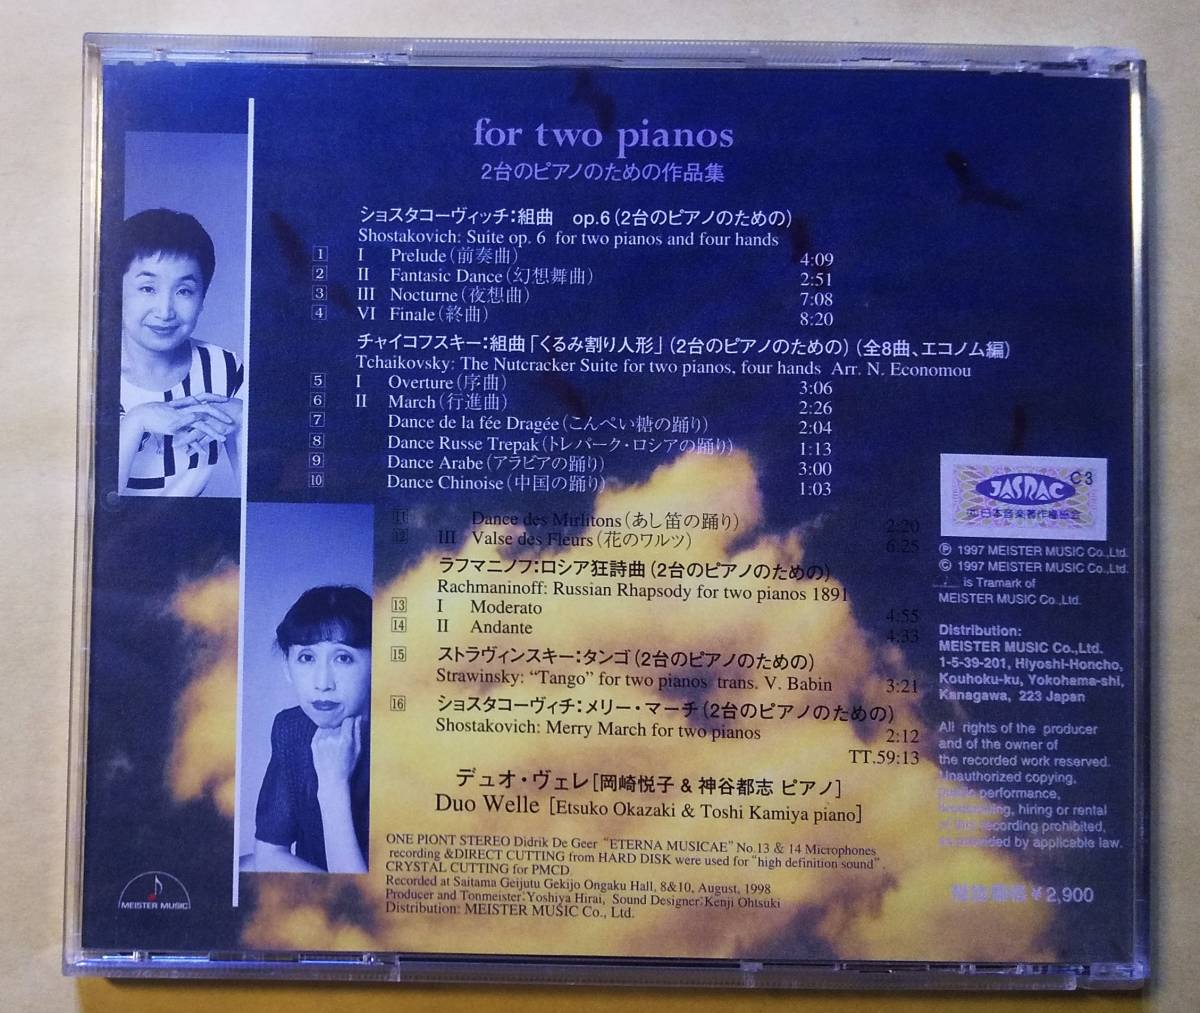 for two pianos
2台のピアノのための作品集
ショスタコーヴィッチ:組曲 op.6(2台のピアノのための)
Shostakovich: Suite op. 6 for two pianos and four hands
1 I Prelude(前奏曲) 4:09
2 II Fantasic Dance(幻想舞曲) 2:51
3 III Nocturne(夜想曲) 7:08
4 VI Finale(終曲) 8:20
チャイコフスキー:組曲「くるみ割り人形」(2台のピアノのための)(全8曲、エコノム編)
Tchaikovsky: The Nutcracker Suite for two pianos, four hands Arr. N. Economou
5 I Overture(序曲) 3:06
6 II March(行進曲) 2:26
7 Dance de la fée Dragée(こんぺい糖の踊り) 2:04
8 Dance Russe Trepak(トレパーク・ロシアの踊り) 1:13
9 Dance Arabe(アラビアの踊り) 3:00
10 Dance Chinoise(中国の踊り) 1:03
11 Dance des Mirlitons(あし笛の踊り) 2:20
12 III Valse des Fleurs(花のワルツ) 6:25
ラフマニノフ:ロシア狂詩曲(2台のピアノのための)
Rachmaninoff: Russian Rhapsody for two pianos 1891
13 I Moderato 4:55
14 II Andante 4:33
15 ストラヴィンスキー:タンゴ(2台のピアノのための)
Strawinsky: "Tango" for two pianos trans. V. Babin 3:21
16 ショスタコーヴィチ:メリー・マーチ(2台のピアノのための)
Shostakovich: Merry March for two pianos 2:12
TT.59:13
デュオ・ヴェレ[岡崎悦子 & 神谷都志 ピアノ]
Duo Welle [Etsuko Okazaki & Toshi Kamiya piano]
ONE PIONT STEREO Didrik De Geer "ETERNA MUSICAE" No.13 & 14 Microphones
recording &DIRECT CUTTING from HARD DISK were used for "high definition sound".
CRYSTAL CUTTING for PMCD
Recorded at Saitama Geijutu Gekijo Ongaku Hall, 8&10, August, 1998
Producer and Tonmeister:Yoshiya Hirai, Sound Designer:Kenji Ohtsuki
Distribution: MEISTER MUSIC Co., Ltd.
MEISTER MUSIC
C3
JASRAC
日本音楽著作権協会
Ⓟ 1997 MEISTER MUSIC Co.,Ltd.
© 1997 MEISTER MUSIC Co.,Ltd.
is Tramark of
MEISTER MUSIC Co.,Ltd.
Distribution:
MEISTER MUSIC Co.,Ltd.
1-5-39-201, Hiyoshi-Honcho,
Kouhoku-ku, Yokohama-shi,
Kanagawa, 223 Japan
All rights of the producer
and of the owner of
the recorded work reserved.
Unauthorized copying,
public performance,
broadcasting, hiring or rental
of this recording prohibited,
as provided by applicable law.
¥2,900